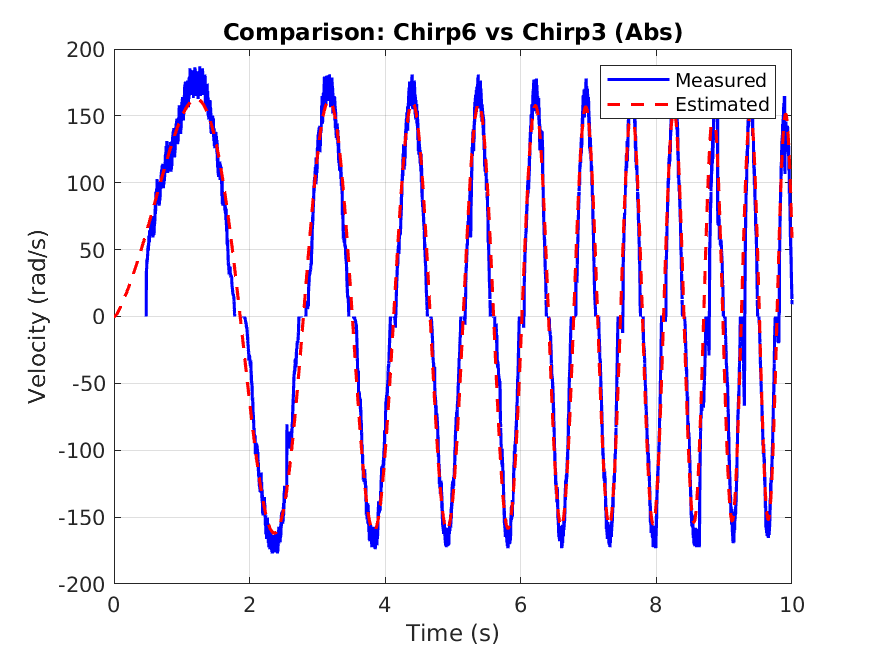 Comparison: Chirp6 vs Chirp3 (Abs)
Measured
Estimated
Velocity (rad/s)
200
150
100
50
0
-50
-100
-150
-200
0 2 4 6 8 10
Time (s)